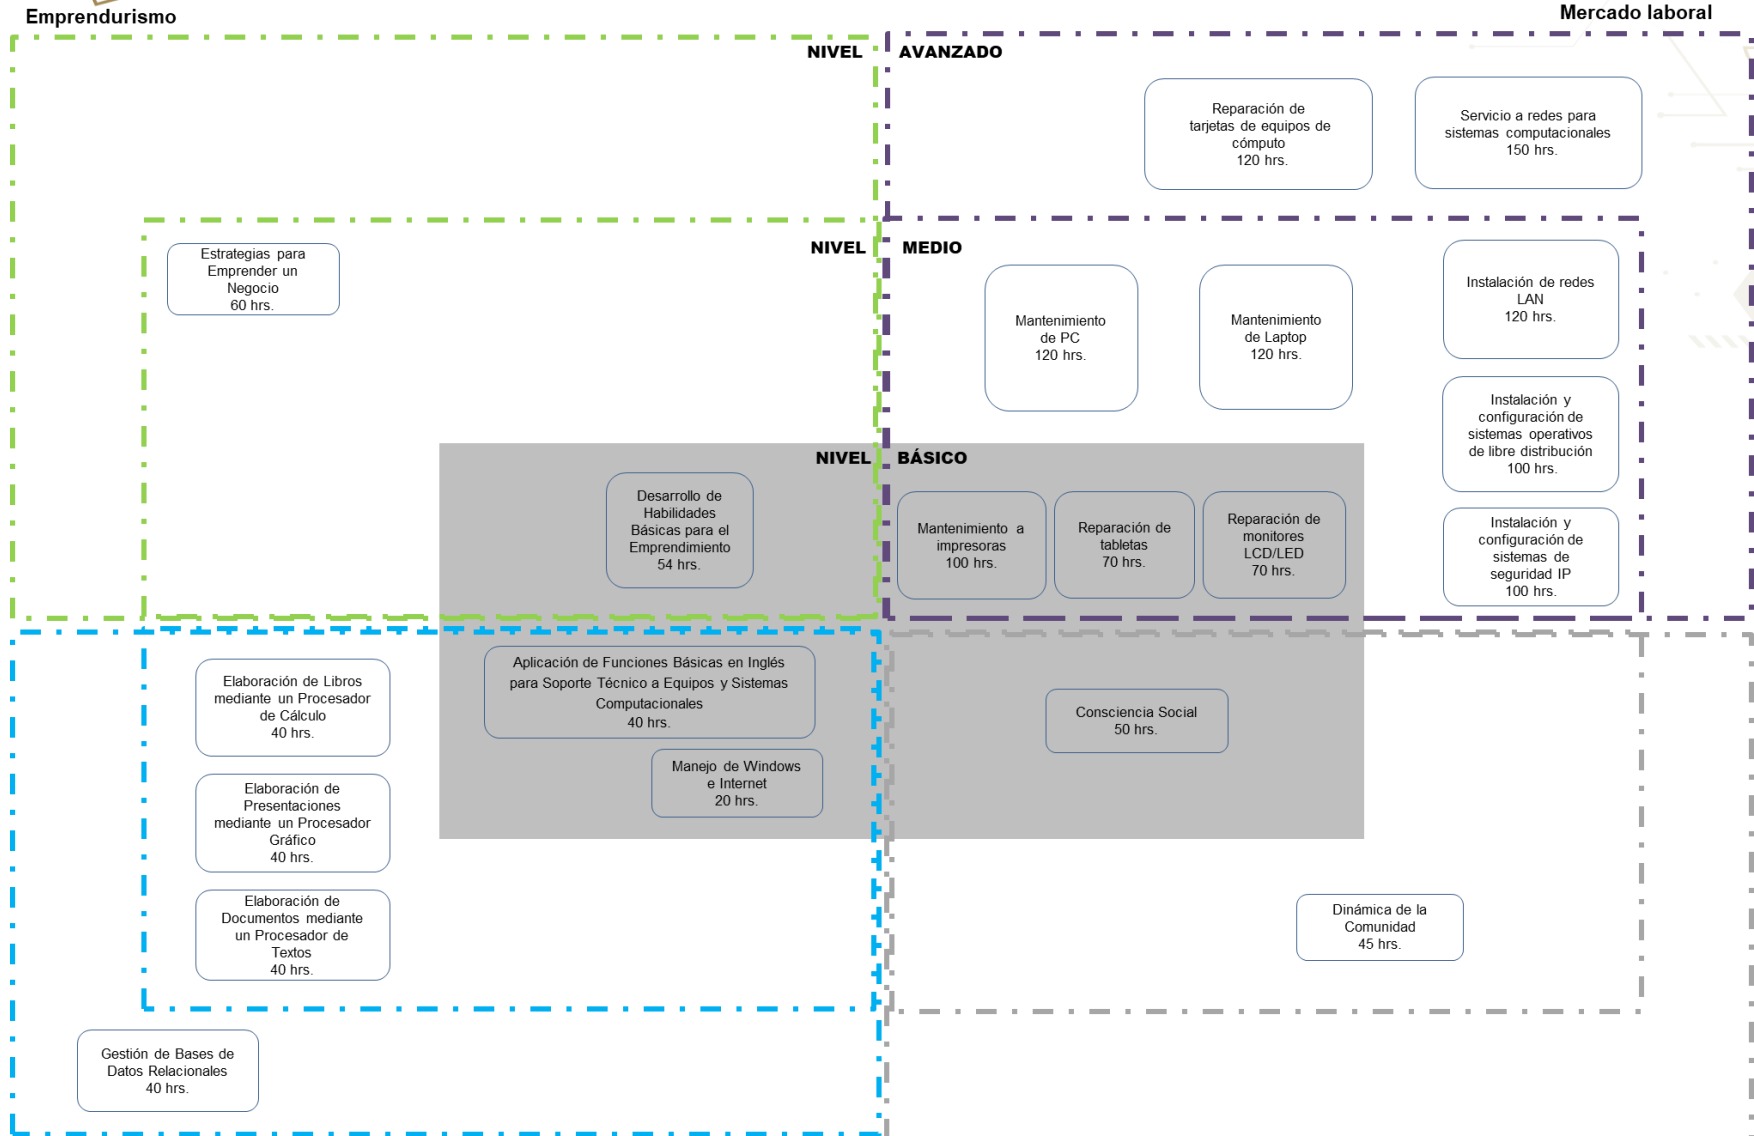 Emprendurismo
Mercado laboral
NIVEL AVANZADO
Reparación de
tarjetas de equipos de
cómputo
120 hrs.
Servicio a redes para
sistemas computacionales
150 hrs.
NIVEL MEDIO
Estrategias para
Emprender un
Negocio
60 hrs.
Mantenimiento
de PC
120 hrs.
Mantenimiento
de Laptop
120 hrs.
Instalación de redes
LAN
120 hrs.
Instalación y
configuración de
sistemas operativos
de libre distribución
100 hrs.
NIVEL BÁSICO
Desarrollo de
Habilidades
Básicas para el
Emprendimiento
54 hrs.
Mantenimiento a
impresoras
100 hrs.
Reparación de
tabletas
70 hrs.
Reparación de
monitores
LCD/LED
70 hrs.
Instalación y
configuración de
sistemas de
seguridad IP
100 hrs.
Elaboración de Libros
mediante un Procesador
de Cálculo
40 hrs.
Aplicación de Funciones Básicas en Inglés
para Soporte Técnico a Equipos y Sistemas
Computacionales
40 hrs.
Consciencia Social
50 hrs.
Manejo de Windows
e Internet
20 hrs.
Elaboración de
Presentaciones
mediante un Procesador
Gráfico
40 hrs.
Elaboración de
Documentos mediante
un Procesador de
Textos
40 hrs.
Dinámica de la
Comunidad
45 hrs.
Gestión de Bases de
Datos Relacionales
40 hrs.